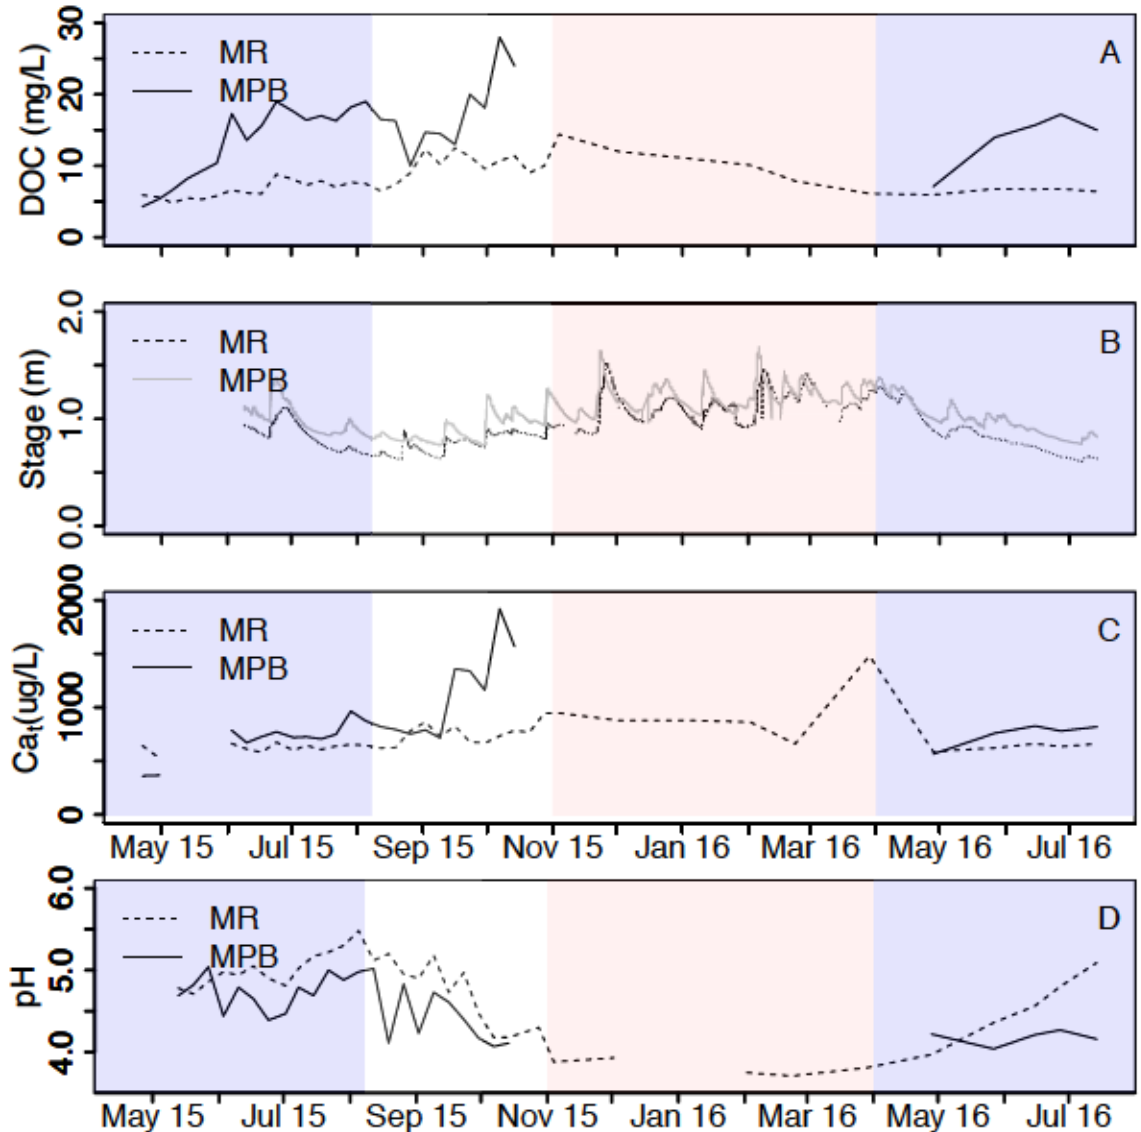 DOC (mg/L)
30
20
10
0
MR
MPB
A
Stage (m)
2.0
1.0
0.0
MR
MPB
B
Cat(ug/L)
2000
1000
0
MR
MPB
C
May 15 Jul 15 Sep 15 Nov 15 Jan 16 Mar 16 May 16 Jul 16
pH
6.0
5.0
4.0
MR
MPB
D
May 15 Jul 15 Sep 15 Nov 15 Jan 16 Mar 16 May 16 Jul 16